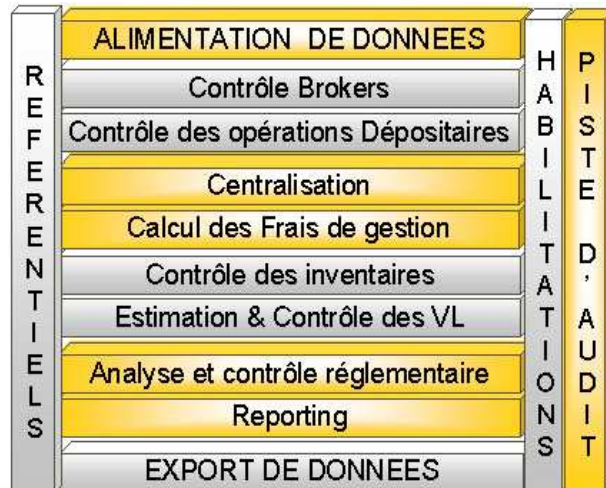 REFERENTIELS
ALIMENTATION DE DONNEES
Contrôle Brokers
Contrôle des opérations Dépositaires
Centralisation
Calcul des Frais de gestion
Contrôle des inventaires
Estimation & Contrôle des VL
Analyse et contrôle réglementaire
Reporting
EXPORT DE DONNEES
HABILITATIONS
PISTE D'AUDIT